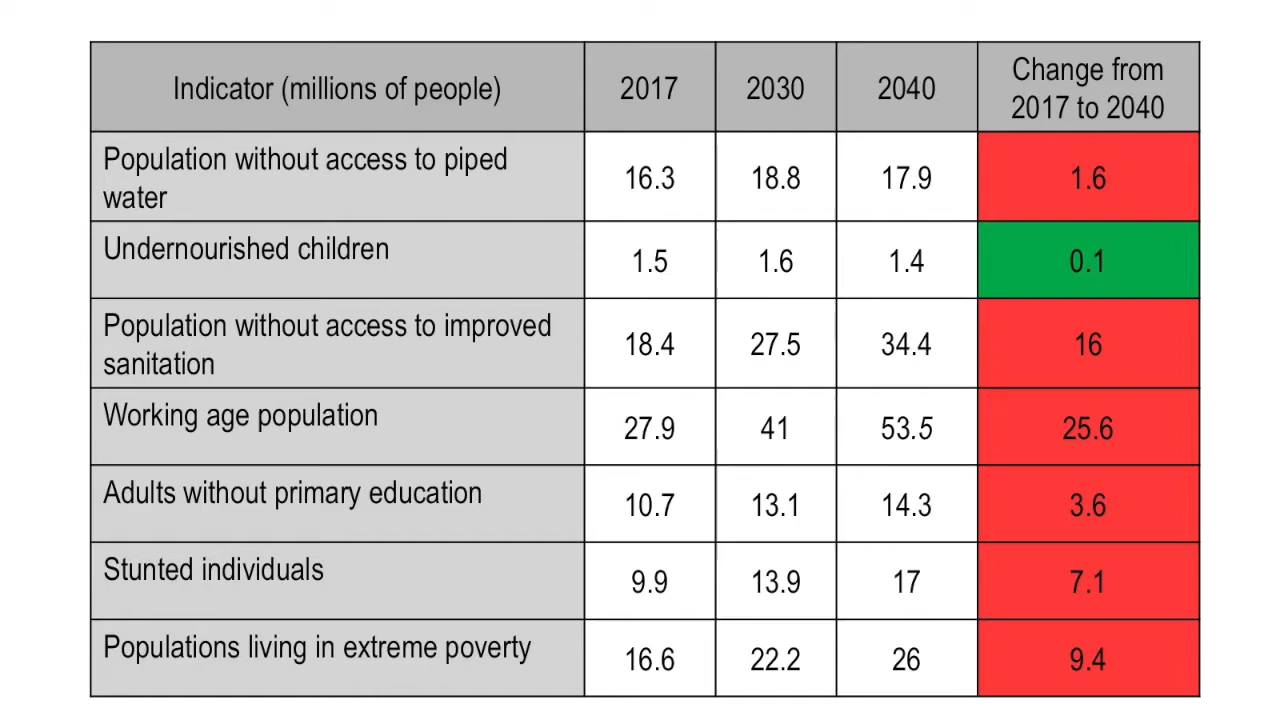 Indicator (millions of people) 2017 2030 2040 Change from
2017 to 2040
Population without access to piped
water 16.3 18.8 17.9 1.6
Undernourished children 1.5 1.6 1.4 0.1
Population without access to improved
sanitation 18.4 27.5 34.4 16
Working age population 27.9 41 53.5 25.6
Adults without primary education 10.7 13.1 14.3 3.6
Stunted individuals 9.9 13.9 17 7.1
Populations living in extreme poverty 16.6 22.2 26 9.4